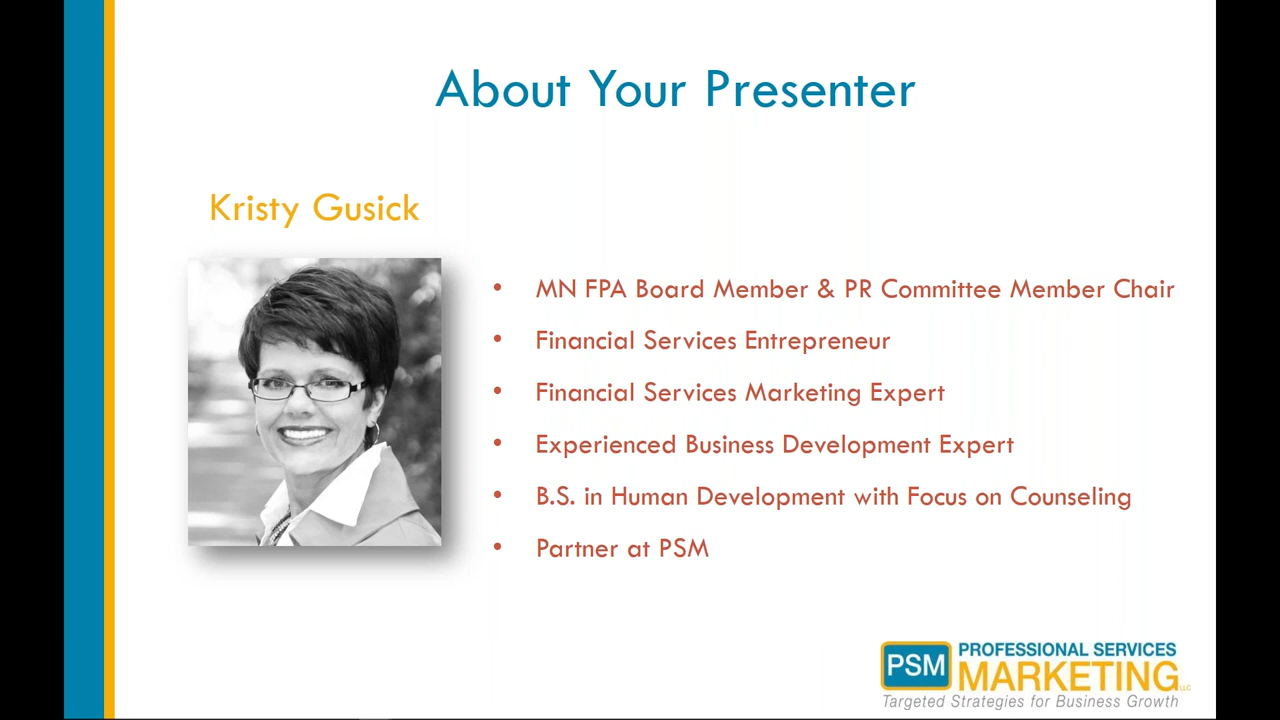 About Your Presenter
Kristy Gusick
• MN FPA Board Member & PR Committee Member Chair
• Financial Services Entrepreneur
• Financial Services Marketing Expert
• Experienced Business Development Expert
• B.S. in Human Development with Focus on Counseling
• Partner at PSM
PSM PROFESSIONAL SERVICES
MARKETING LLC
Targeted Strategies for Business Growth